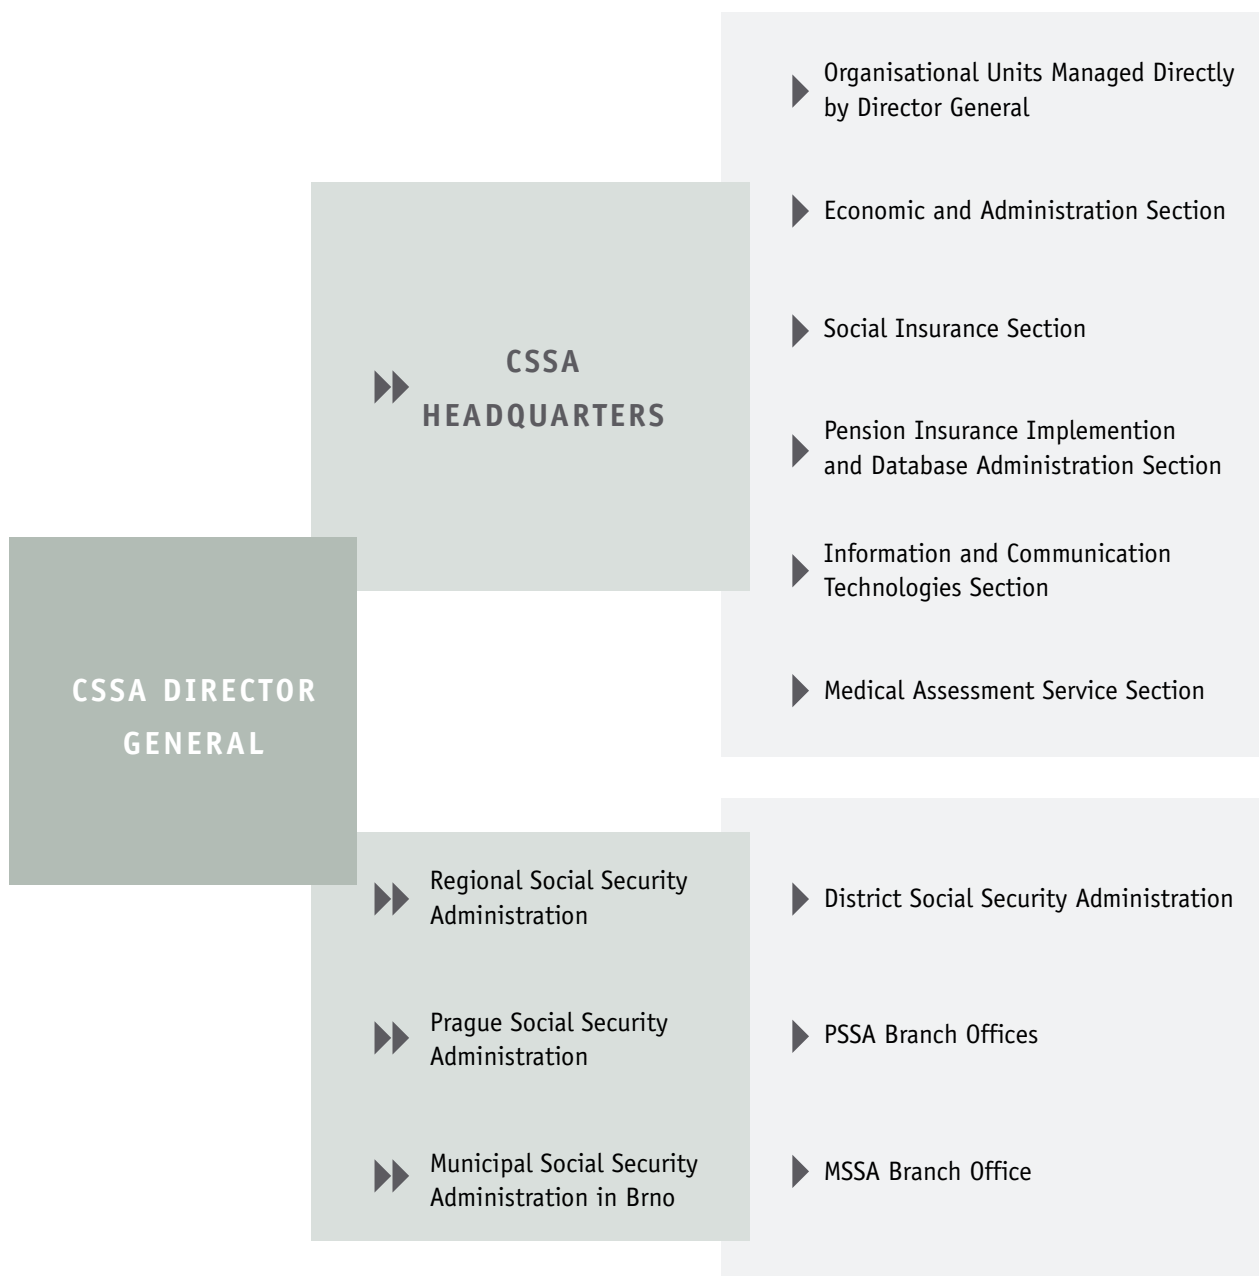 Organisational Units Managed Directly
by Director General
Economic and Administration Section
Social Insurance Section
CSSA
HEADQUARTERS
Pension Insurance Implemention
and Database Administration Section
Information and Communication
Technologies Section
Medical Assessment Service Section
CSSA DIRECTOR
GENERAL
Regional Social Security
Administration
District Social Security Administration
Prague Social Security
Administration
PSSA Branch Offices
Municipal Social Security
Administration in Brno
MSSA Branch Office